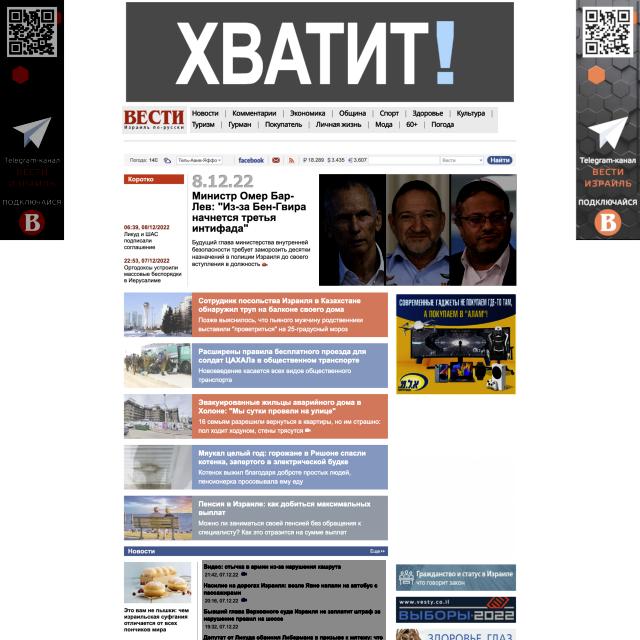 ХВАТИТ!
ВЕСТИ
Израиль по-русски
Новости | Комментарии | Экономика | Община | Спорт | Здоровье | Культура |
Туризм | Гурман | Покупатель | Личная жизнь | Мода | 60+ | Погода
Telegram-канал
ВЕСТИ
ИЗРАИЛЬ
ПОДКЛЮЧАЙСЯ
В
Telegram-канал
ВЕСТИ
ИЗРАИЛЬ
ПОДКЛЮЧАЙСЯ
В
Погода: 14C Тель-Авив-Яффо facebook ₽ 18.289 $ 3.435 € 3.607 Вести Найти
Коротко
06:39, 08/12/2022
Ликуд и ШАС
подписали
соглашение
22:53, 07/12/2022
Ортодоксы устроили
массовые беспорядки
в Иерусалиме
8.12.22
Министр Омер Бар-
Лев: "Из-за Бен-Гвира
начнется третья
интифада"
Будущий глава министерства внутренней
безопасности требует заморозить десятки
назначений в полиции Израиля до своего
вступления в должность
Сотрудник посольства Израиля в Казахстане
обнаружил труп на балконе своего дома
Позже выяснилось, что пьяного мужчину родственники
выставили "проветриться" на 25-градусный мороз
Расширены правила бесплатного проезда для
солдат ЦАХАЛа в общественном транспорте
Нововведение касается всех видов общественного
транспорта
Эвакуированные жильцы аварийного дома в
Холоне: "Мы сутки провели на улице"
16 семьям разрешили вернуться в квартиры, но им страшно:
пол ходит ходуном, стены трясутся
Мяукал целый год: горожане в Ришоне спасли
котенка, запертого в электрической будке
Котенок выжил благодаря доброте простых людей,
пенсионерка просовывала ему еду
Пенсия в Израиле: как добиться максимальных
выплат
Можно ли заниматься своей пенсией без обращения к
специалисту? Как это отразится на сумме выплат
СОВРЕМЕННЫЕ ГАДЖЕТЫ НЕ ПОКУПАЕМ ГДЕ-ТО ТАМ,
А ПОКУПАЕМ В "АЛАМ"!
Новости
Еще
Это вам не пышки: чем
израильская суфгания
отличается от всех
пончиков мира
Видео: стычка в армии из-за нарушения кашрута
21:42, 07.12.22
Насилие на дорогах Израиля: возле Явне напали на автобус с
пассажирами
20:16, 07.12.22
Бывший глава Верховного суда Израиля не заплатит штраф за
нарушение правил на шоссе
19:32, 07.12.22
Депутат от Ликуда обвинил Либермана в призыве к мятежу: что
Гражданство и статус в Израиле
что говорит закон
www.vesty.co.il
ВЫБОРЫ-2022
ЗДОРОВЬЕ ГЛАЗ